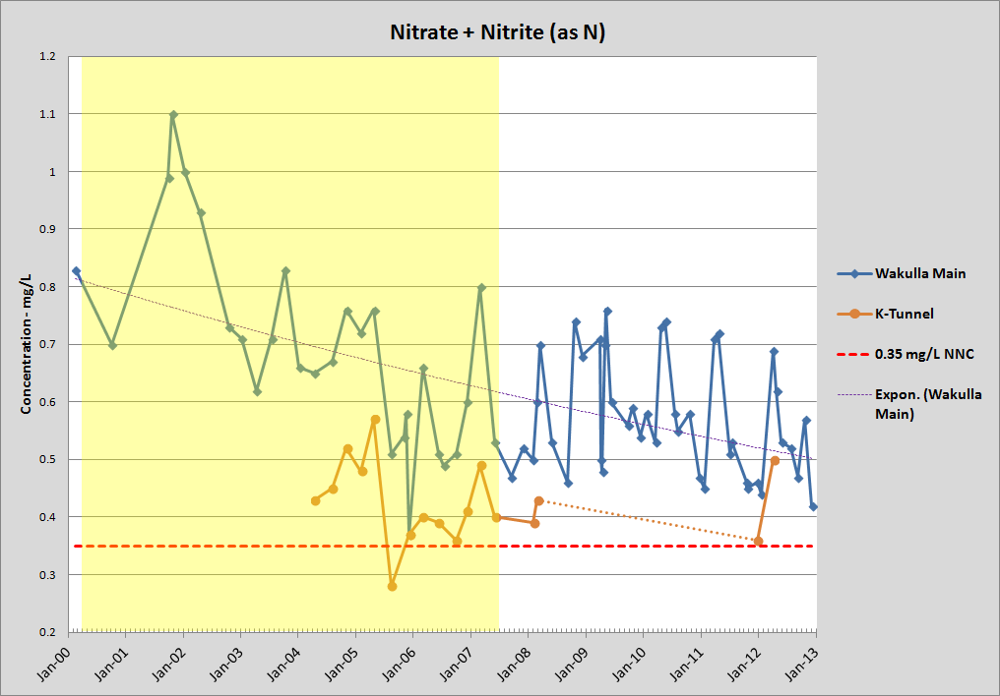 Nitrate + Nitrite (as N)
Concentration - mg/L
1.2
1.1
1
0.9
0.8
0.7
0.6
0.5
0.4
0.3
0.2
Jan-00
Jan-01
Jan-02
Jan-03
Jan-04
Jan-05
Jan-06
Jan-07
Jan-08
Jan-09
Jan-10
Jan-11
Jan-12
Jan-13
Wakulla Main
K-Tunnel
0.35 mg/L NNC
Expon. (Wakulla
Main)